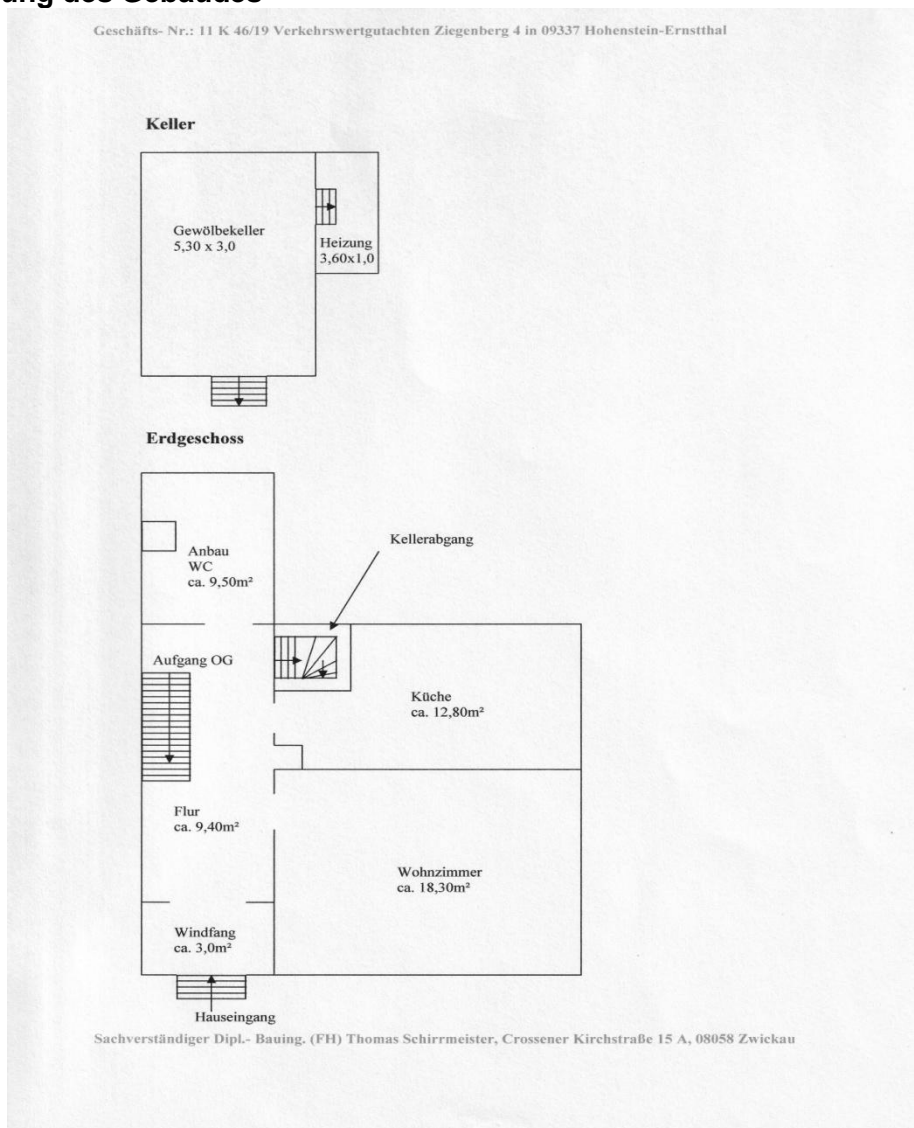 ung des Gebäudes
Geschäfts- Nr.: 11 K 46/19 Verkehrswertgutachten Ziegenberg 4 in 09337 Hohenstein-Ernstthal
Keller
Gewölbekeller
5,30 x 3,0
Heizung
3,60x1,0
Erdgeschoss
Kellerabgang
Anbau
WC
ca. 9,50m²
Aufgang OG
Küche
ca. 12,80m²
Flur
ca. 9,40m²
Wohnzimmer
ca. 18,30m²
Windfang
ca. 3,0m²
Hauseingang
Sachverständiger Dipl.- Bauing. (FH) Thomas Schirrmeister, Crossener Kirchstraße 15 A, 08058 Zwickau